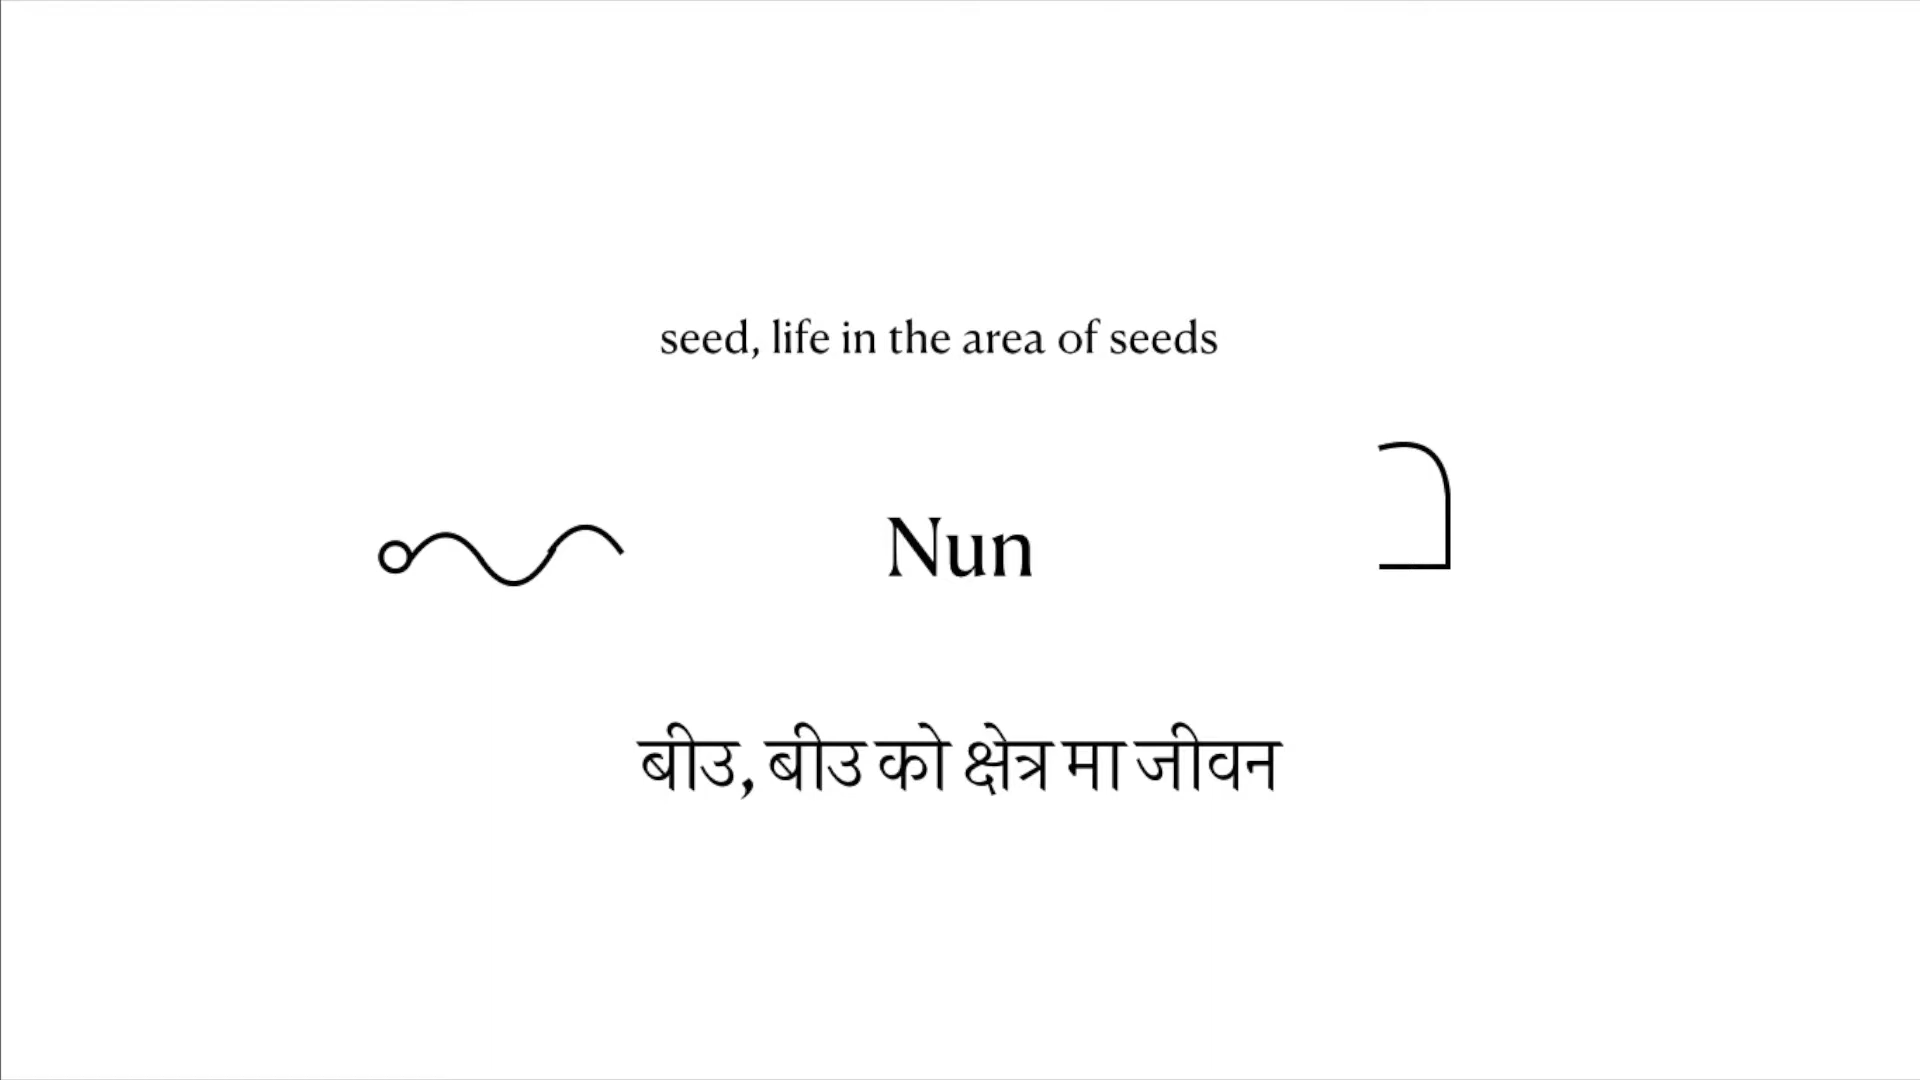 seed, life in the area of seeds
Nun
बीउ, बीउ को क्षेत्र मा जीवन